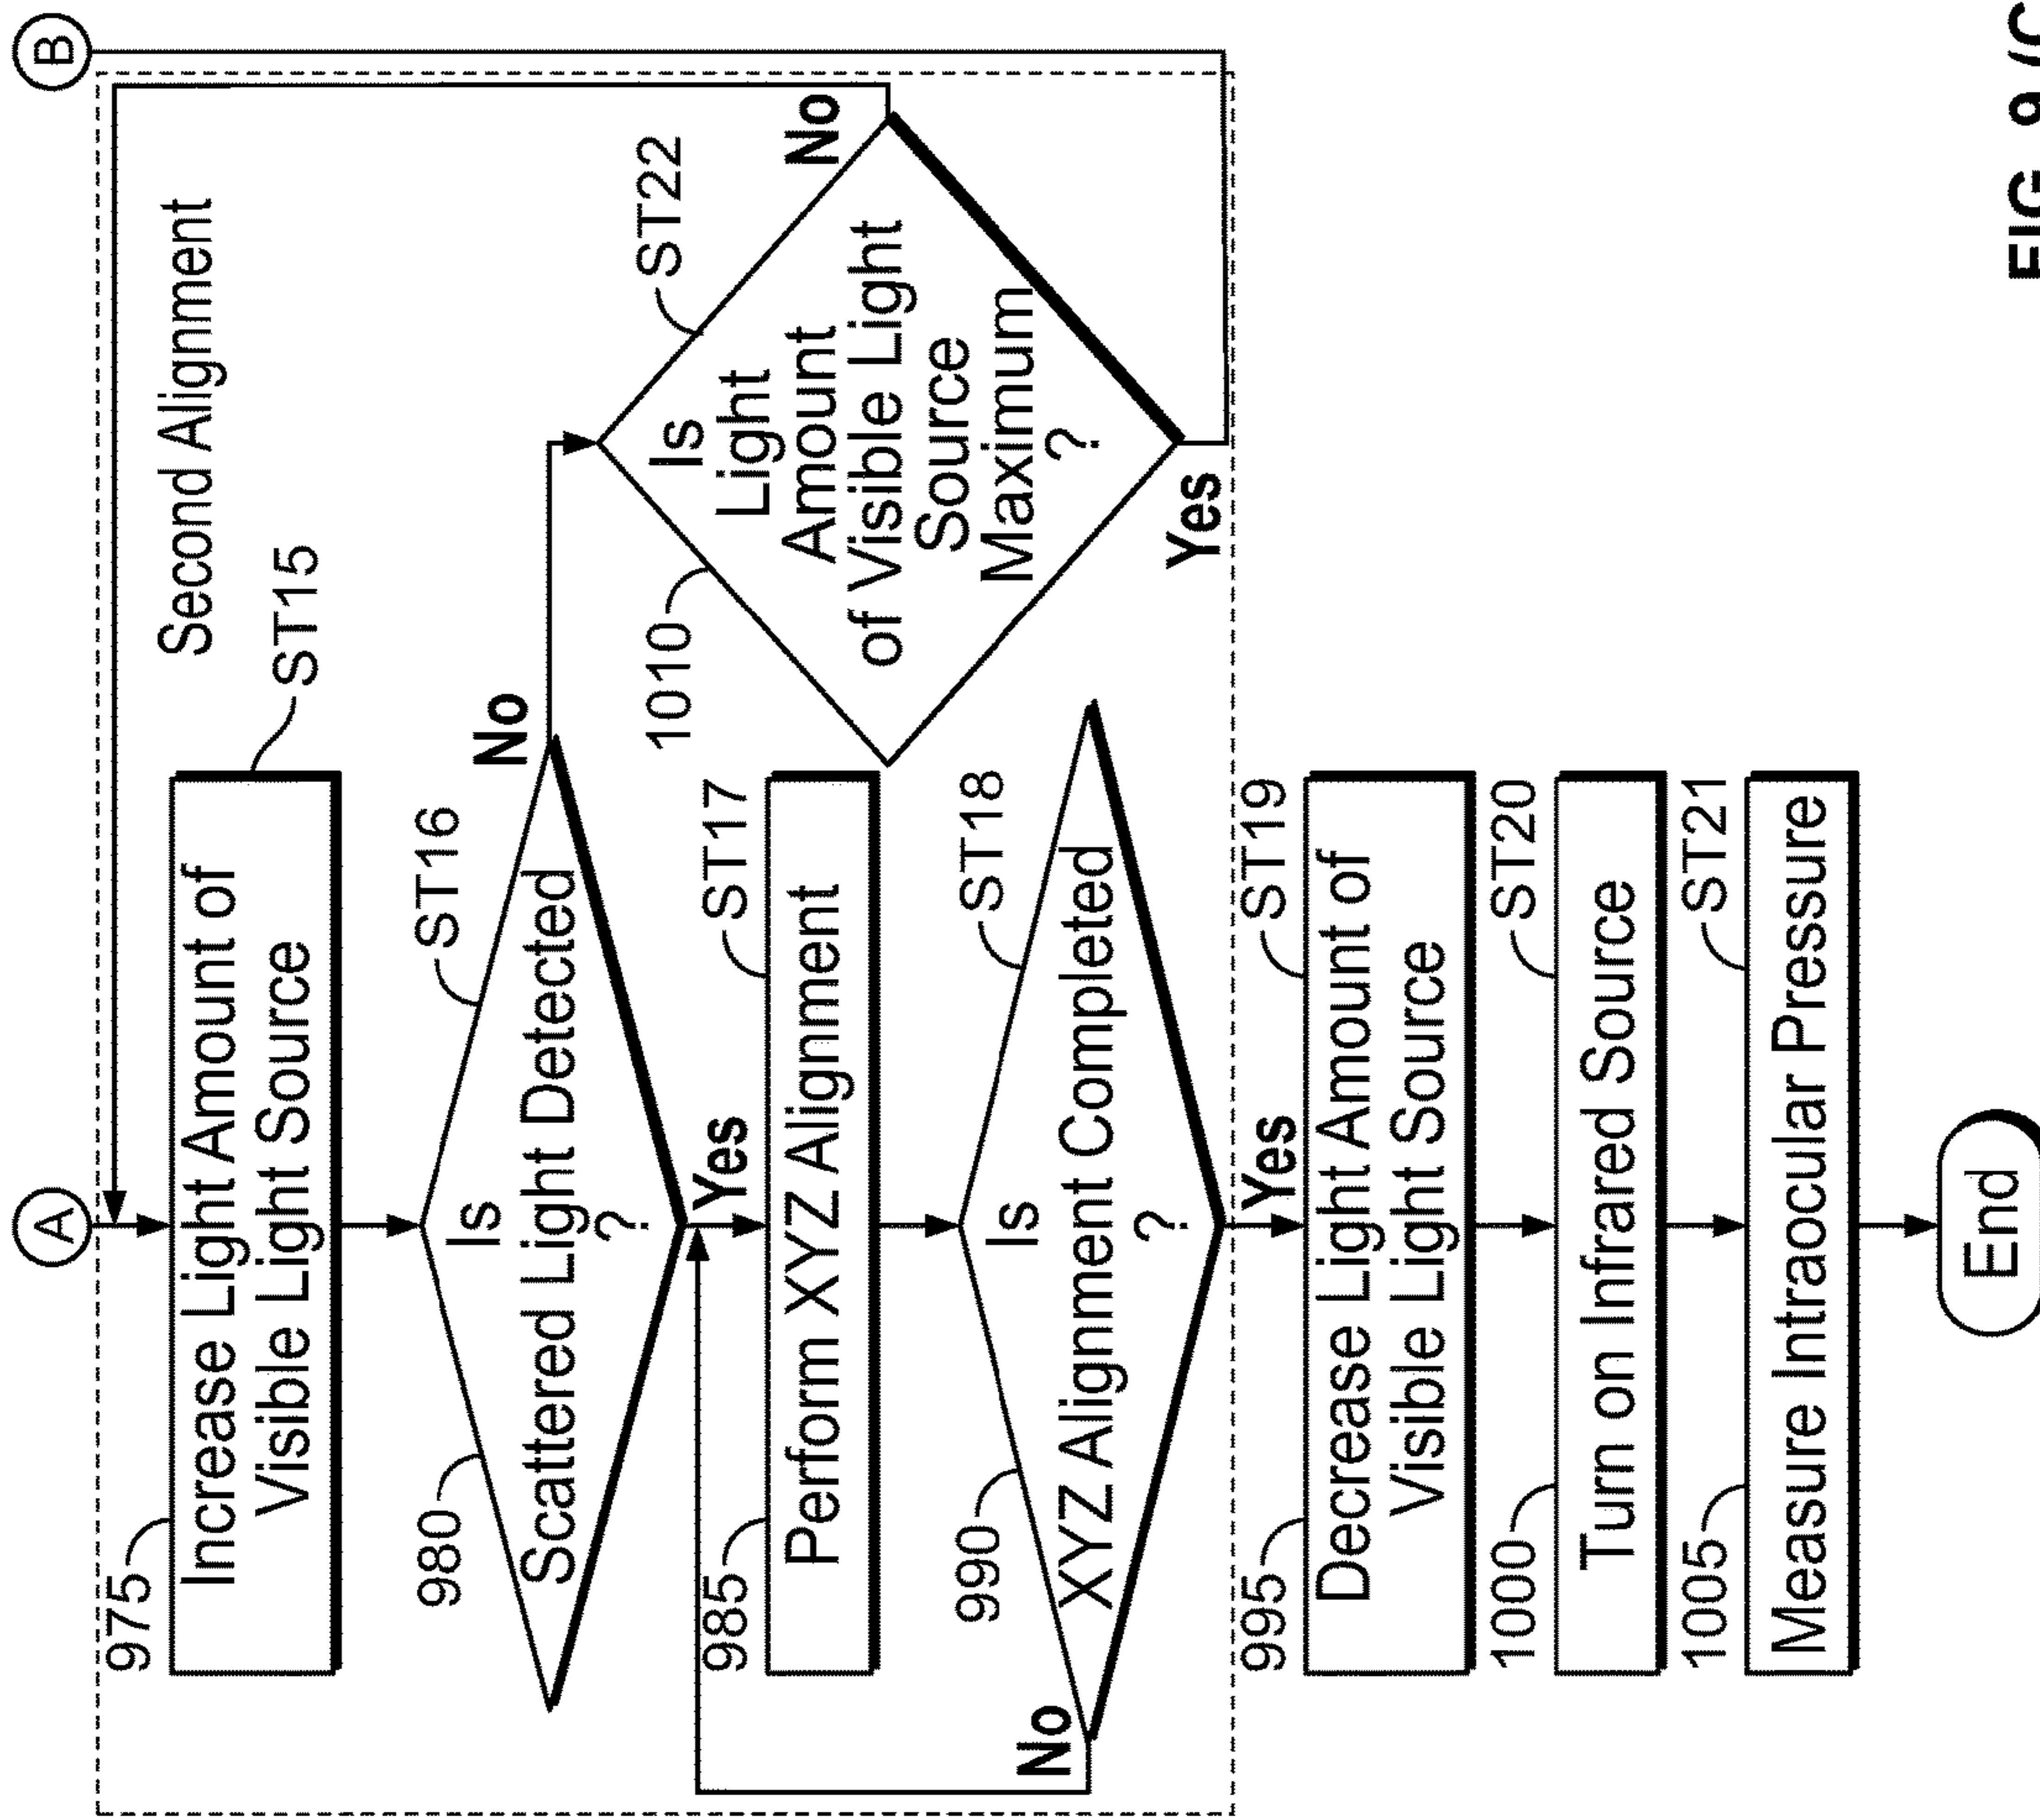 A
B
Second Alignment
975
ST15
Increase Light Amount of
Visible Light Source
980
ST16
Is
Scattered Light Detected
?
No
Yes
1010
ST22
Is
Light
Amount
of Visible Light
Source
Maximum
?
No
Yes
985
ST17
Perform XYZ Alignment
990
ST18
Is
XYZ Alignment Completed
?
No
Yes
995
ST19
Decrease Light Amount of
Visible Light Source
1000
ST20
Turn on Infrared Source
1005
ST21
Measure Intraocular Pressure
End
FIG. 9 (C